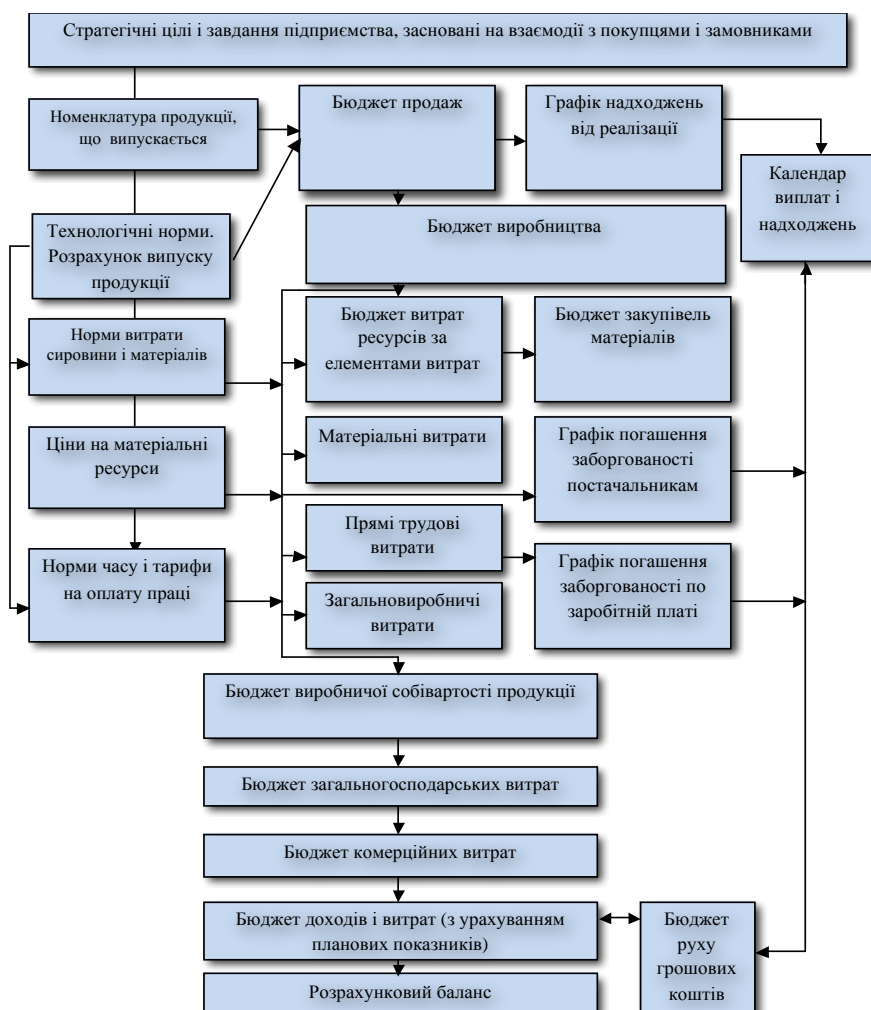 Стратегічні цілі і завдання підприємства, засновані на взаємодії з покупцями і замовниками
Номенклатура продукції,
що випускається
Бюджет продаж
Графік надходжень
від реалізації
Календар
виплат і
надходжень
Технологічні норми.
Розрахунок випуску
продукції
Бюджет виробництва
Норми витрати
сировини і матеріалів
Бюджет витрат
ресурсів за
елементами витрат
Бюджет закупівель
матеріалів
Ціни на матеріальні
ресурси
Матеріальні витрати
Графік погашення
заборгованості
постачальникам
Норми часу і тарифи
на оплату праці
Прямі трудові
витрати
Графік погашення
заборгованості по
заробітній платі
Загальновиробничі
витрати
Бюджет виробничої собівартості продукції
Бюджет загальногосподарських витрат
Бюджет комерційних витрат
Бюджет доходів і витрат (з урахуванням
планових показників)
Бюджет
руху
грошових
коштів
Розрахунковий баланс